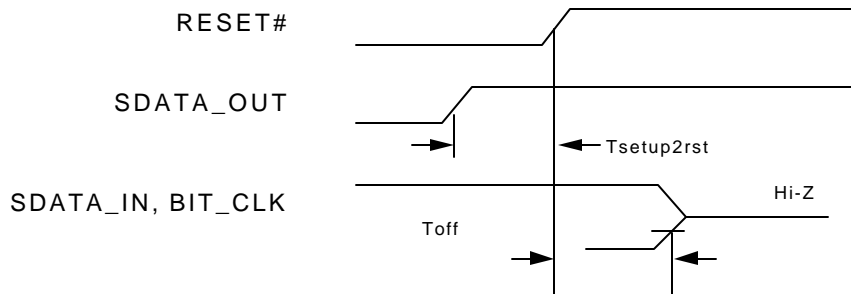 RESET#
SDATA_OUT
Tsetup2rst
SDATA_IN, BIT_CLK
Hi-Z
Toff